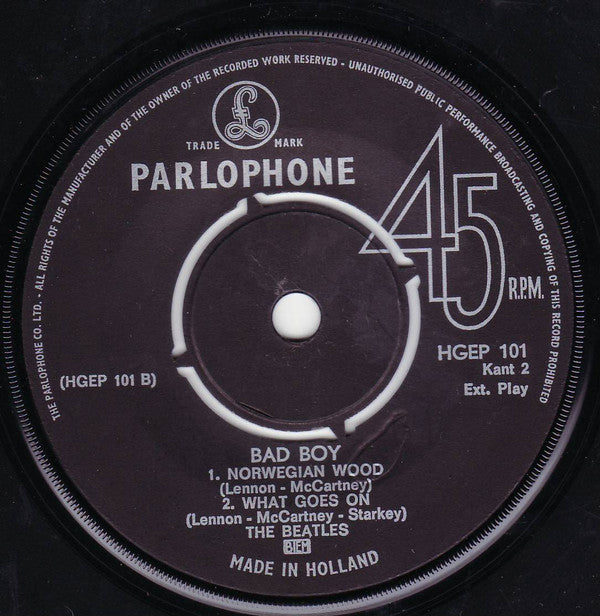 THE PARLOPHONE CO. LTD. - ALL RIGHTS OF THE MANUFACTURER AND OF THE OWNER OF THE RECORDED WORK RESERVED - UNAUTHORISED PUBLIC PERFORMANCE BROADCASTING AND COPYING OF THIS RECORD PROHIBITED
£
TRADE MARK
PARLOPHONE
45
R.P.M.
HGEP 101
Kant 2
Ext. Play
(HGEP 101 B)
BAD BOY
1. NORWEGIAN WOOD
(Lennon - McCartney)
2. WHAT GOES ON
(Lennon - McCartney - Starkey)
THE BEATLES
BIEM
MADE IN HOLLAND